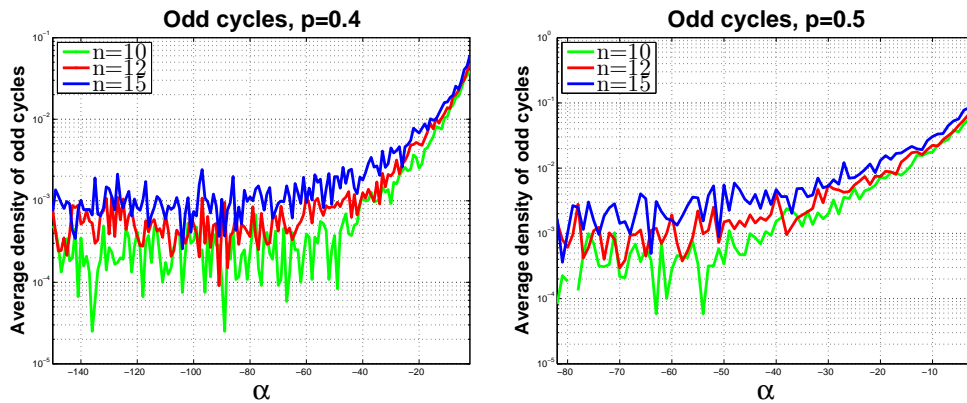 Odd cycles, p=0.4
n=10
n=12
n=15
Average density of odd cycles
10⁻¹
10⁻²
10⁻³
10⁻⁴
10⁻⁵
−140 −120 −100 −80 −60 −40 −20
α
Odd cycles, p=0.5
n=10
n=12
n=15
Average density of odd cycles
10⁰
10⁻¹
10⁻²
10⁻³
10⁻⁴
10⁻⁵
−80 −70 −60 −50 −40 −30 −20 −10
α